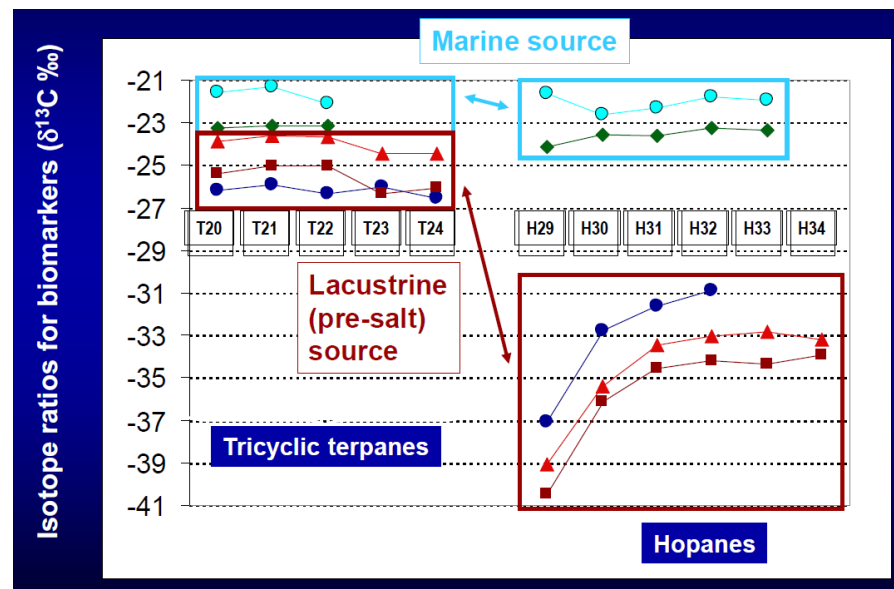 Isotope ratios for biomarkers (δ¹³C ‰)
Marine source
-21
-23
-25
-27
-29
-31
-33
-35
-37
-39
-41
T20 T21 T22 T23 T24 H29 H30 H31 H32 H33 H34
Lacustrine
(pre-salt)
source
Tricyclic terpanes
Hopanes